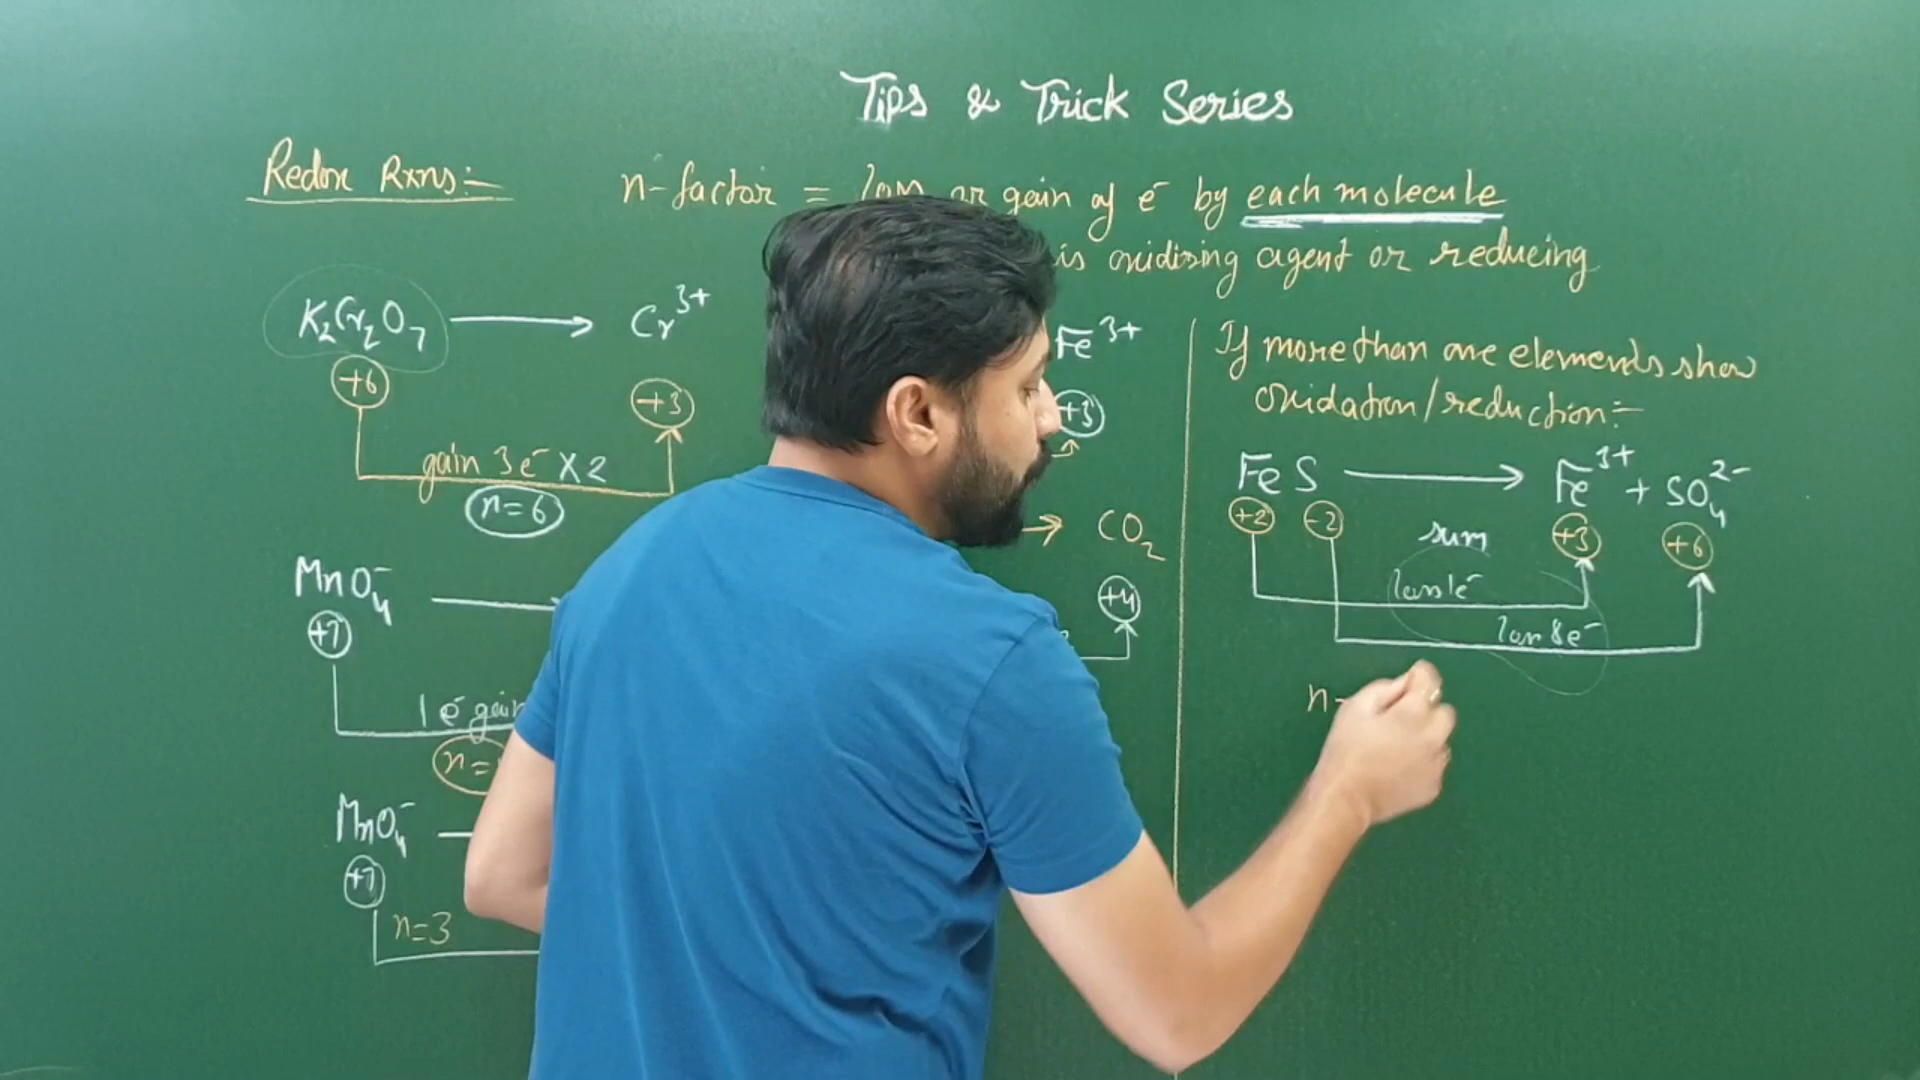 Tips & Trick Series
Redox Rxns:- n-factor = loss or gain of e⁻ by each molecule
is oxidising agent or reducing
K₂Cr₂O₇ ⟶ Cr³⁺
+6
+3
gain 3e⁻ X2
n=6
MnO₄⁻ ⟶
+7
1e⁻ gain
n=
MnO₄⁻
+7
n=3
Fe³⁺
+3
→ CO₂
+4
If more than one elements show
oxidation/reduction:-
FeS ⟶ Fe³⁺ + SO₄²⁻
+2 -2 sum +3 +6
loss 1e⁻
loss 8e⁻
n-